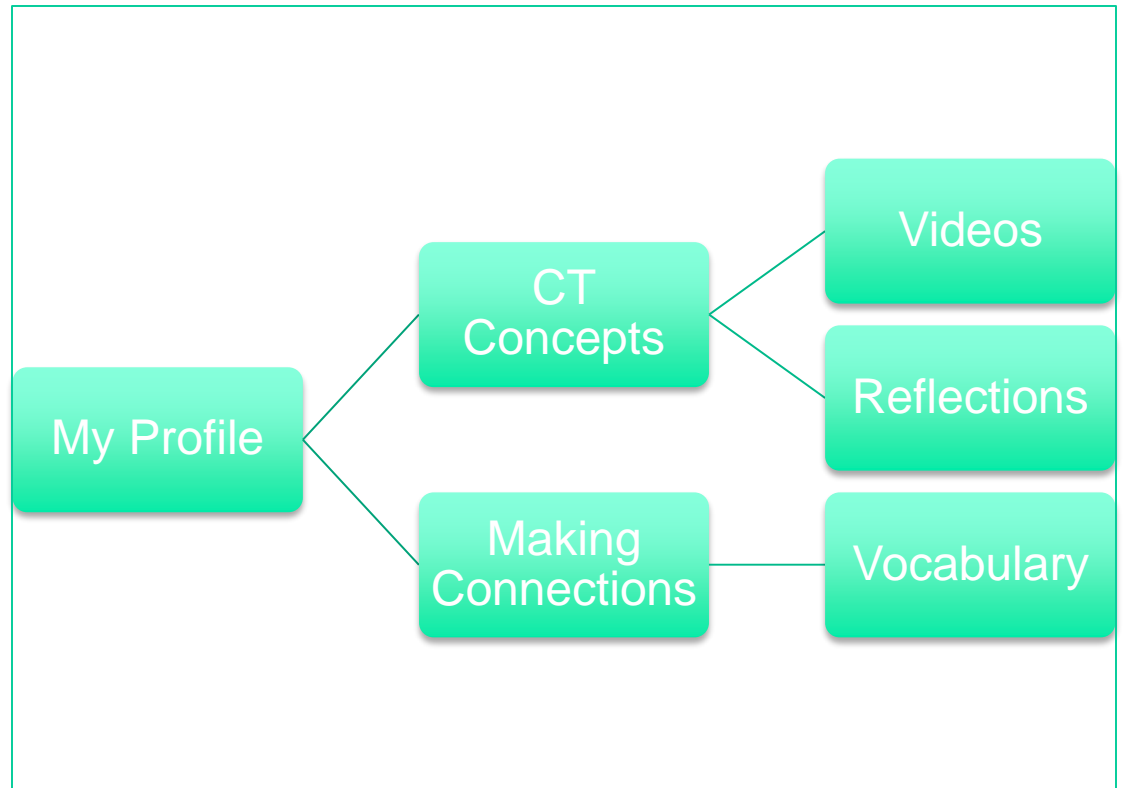 My Profile
CT
Concepts
Making
Connections
Videos
Reflections
Vocabulary